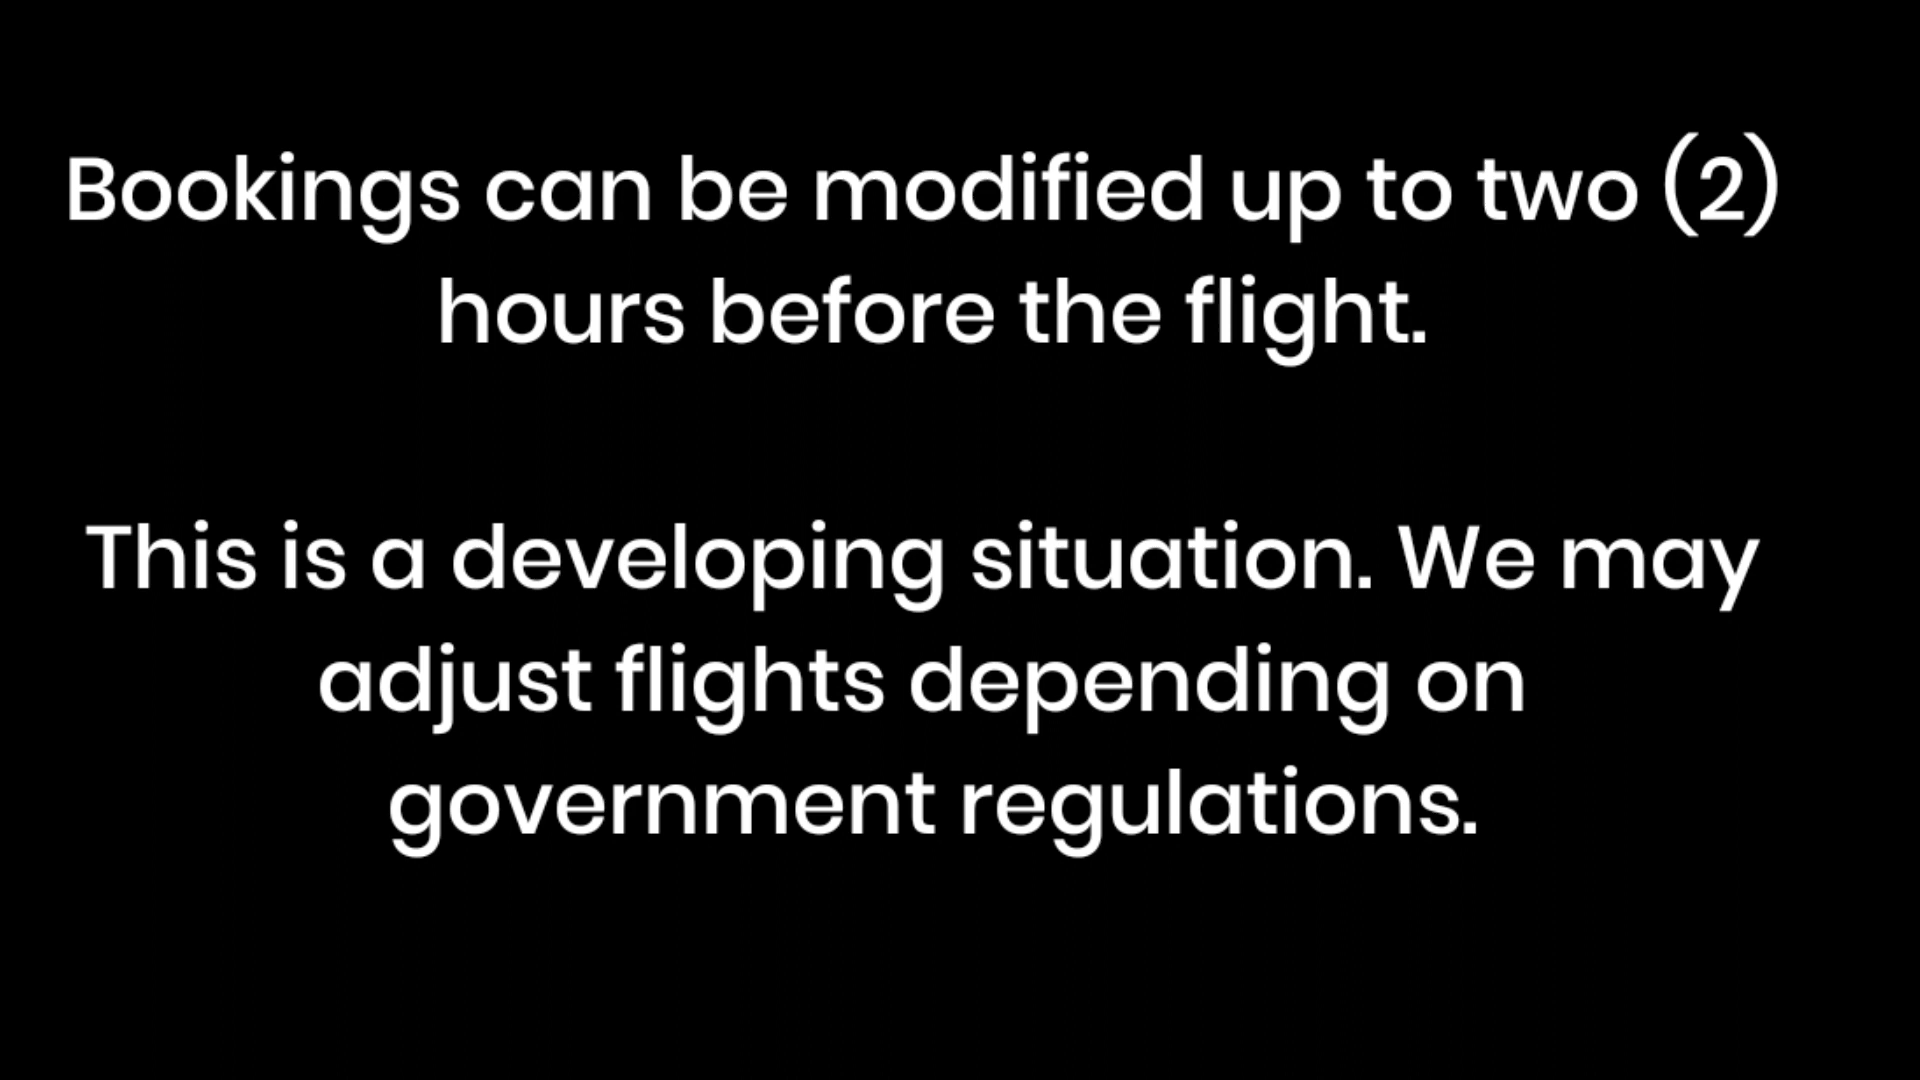 Bookings can be modified up to two (2)
hours before the flight.
This is a developing situation. We may
adjust flights depending on
government regulations.